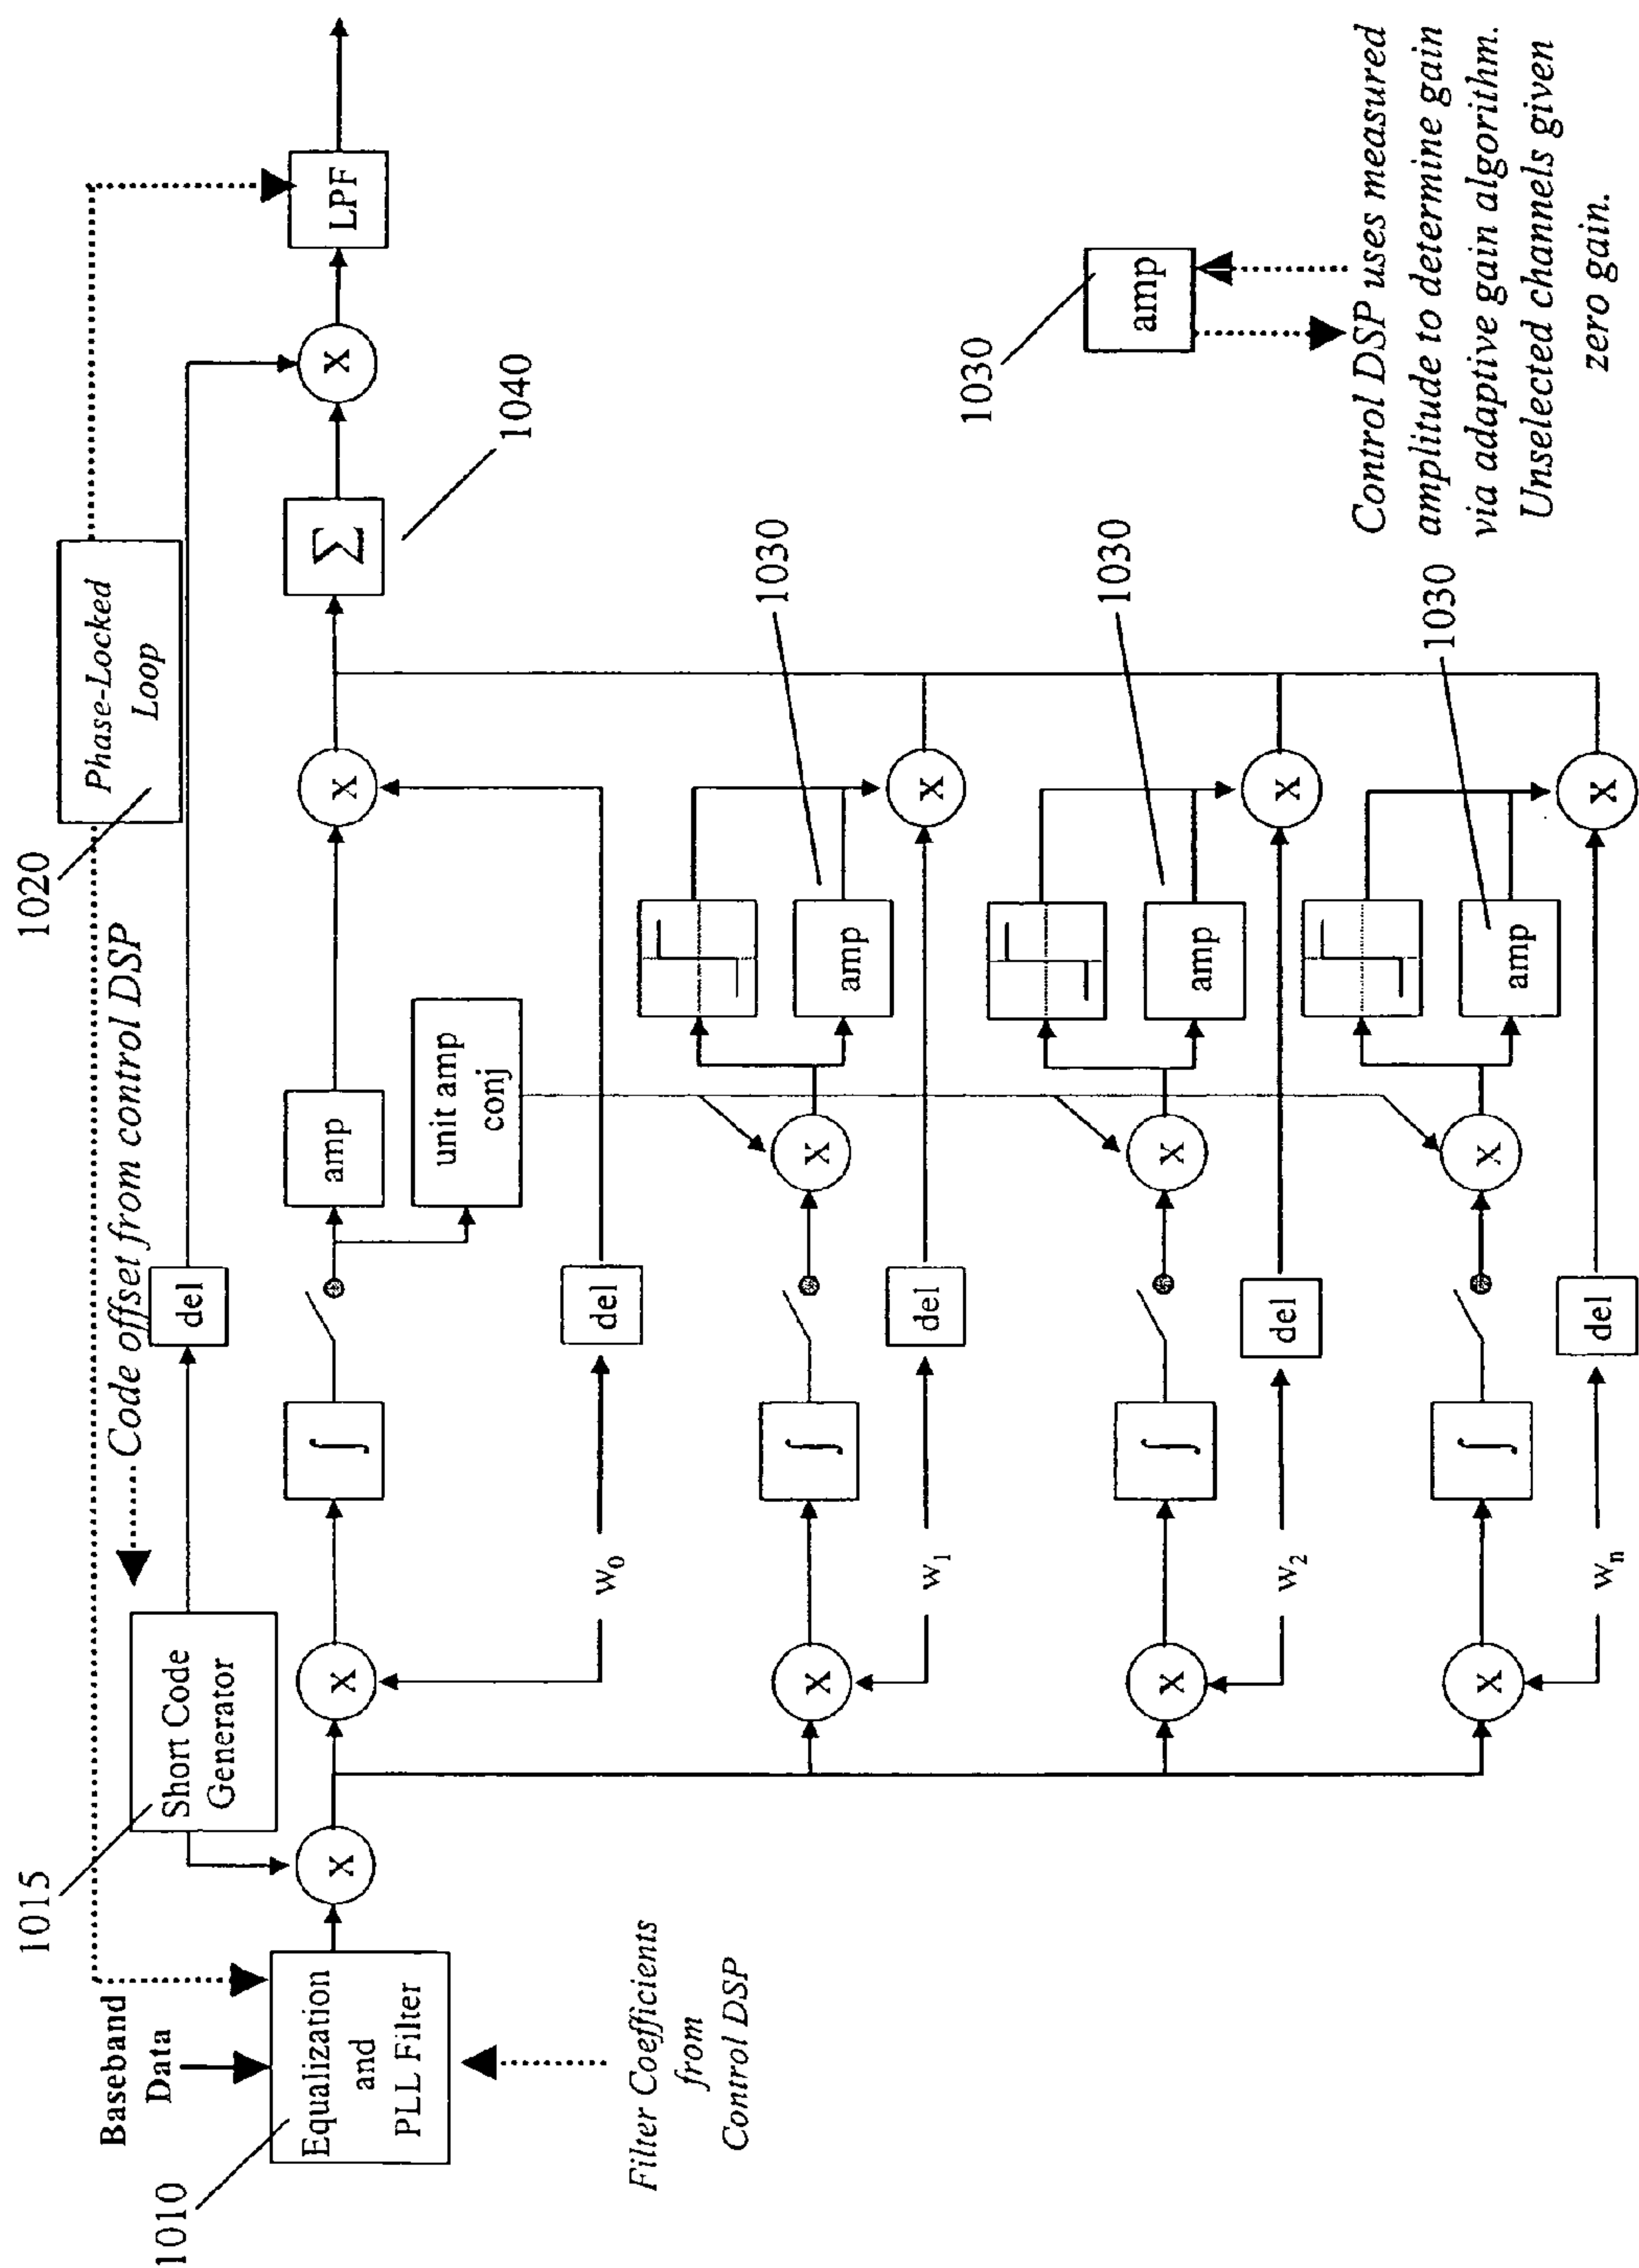 1020
Phase-Locked
Loop
Code offset from control DSP
1015
Short Code
Generator
del
Baseband
Data
1010
Equalization
and
PLL Filter
Filter Coefficients
from
Control DSP
X
X
∫
amp
unit amp
conj
X
Σ
1040
X
LPF
w0
del
X
∫
X
amp
1030
X
w1
del
X
∫
X
amp
1030
X
w2
del
X
∫
X
amp
1030
X
wn
del
1030
amp
Control DSP uses measured
amplitude to determine gain
via adaptive gain algorithm.
Unselected channels given
zero gain.